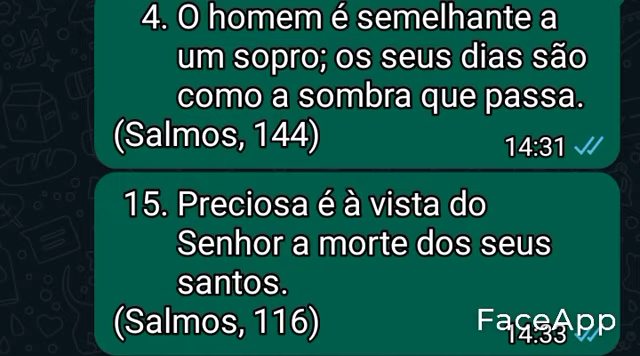 4. O homem é semelhante a
um sopro; os seus dias são
como a sombra que passa.
(Salmos, 144)
14:31
15. Preciosa é à vista do
Senhor a morte dos seus
santos.
(Salmos, 116)
FaceApp
14:33